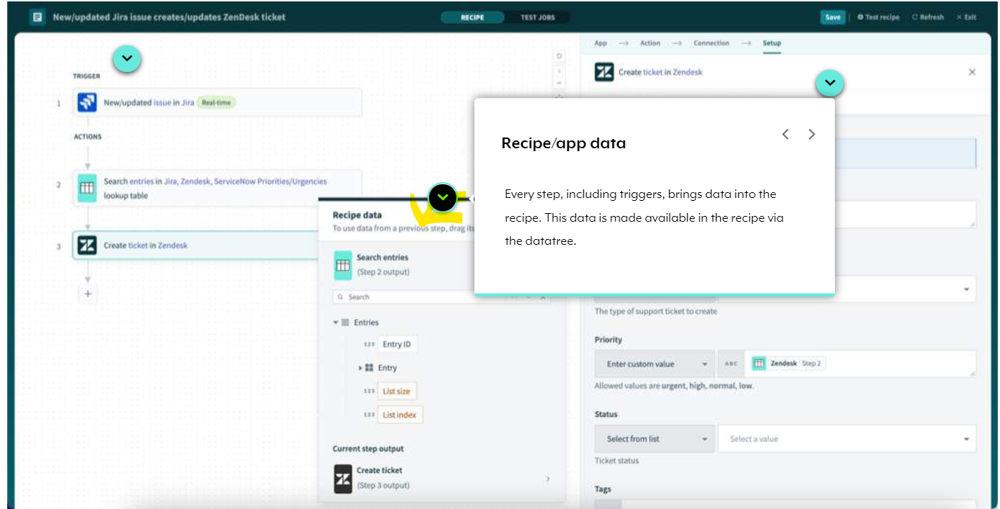 New/updated Jira issue creates/updates ZenDesk ticket
RECIPE
TEST JOBS
Save
Test recipe
Refresh
Exit
TRIGGER
1
New/updated issue in Jira Real-time
ACTIONS
2
Search entries in Jira, Zendesk, ServiceNow Priorities/Urgencies
lookup table
3
Create ticket in Zendesk
Recipe data
To use data from a previous step, drag its
Search entries
(Step 2 output)
Search
Entries
123 Entry ID
Entry
123 List size
123 List index
Current step output
Create ticket
(Step 3 output)
App
Action
Connection
Setup
Create ticket in Zendesk
Recipe/app data
Every step, including triggers, brings data into the
recipe. This data is made available in the recipe via
the datatree.
The type of support ticket to create
Priority
Enter custom value
ABC
Zendesk Step 2
Allowed values are urgent, high, normal, low.
Status
Select from list
Select a value
Ticket status
Tags